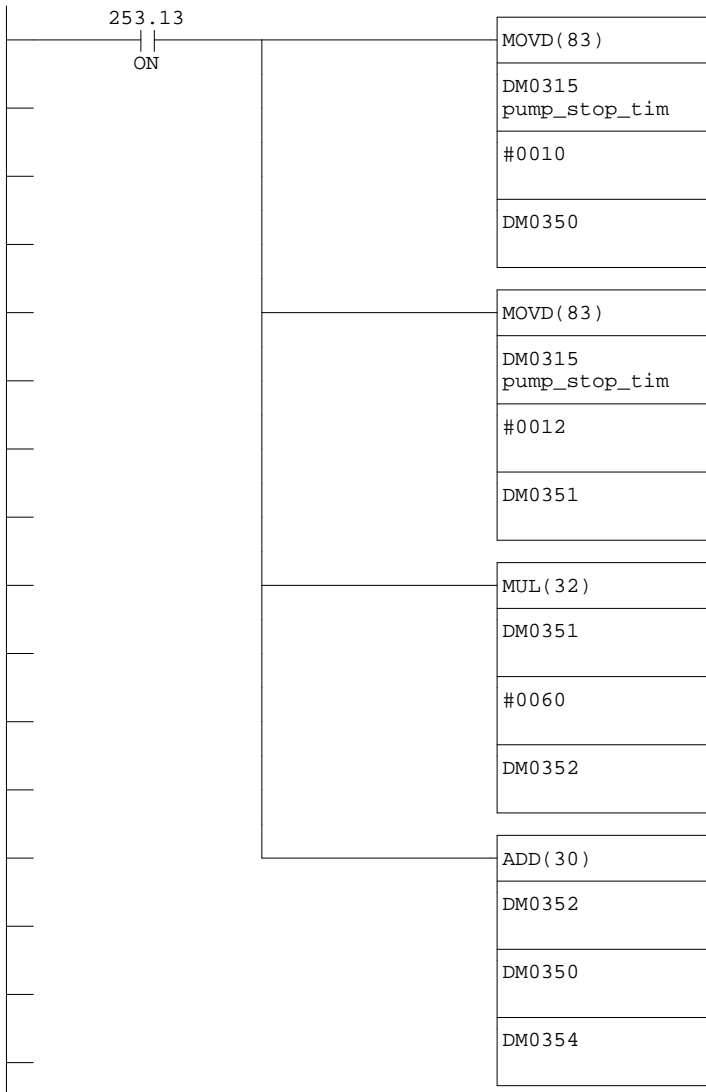 253.13
ON
MOVD(83)
DM0315
pump_stop_tim
#0010
DM0350
MOVD(83)
DM0315
pump_stop_tim
#0012
DM0351
MUL(32)
DM0351
#0060
DM0352
ADD(30)
DM0352
DM0350
DM0354